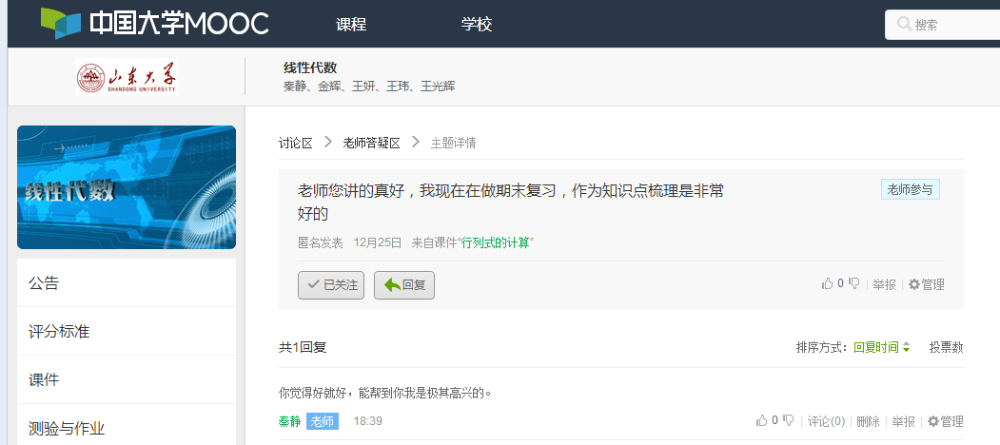 中国大学MOOC
课程
学校
搜索
山东大学
SHANDONG UNIVERSITY
线性代数
秦静、金辉、王妍、王玮、王光辉
线性代数
公告
评分标准
课件
测验与作业
讨论区 > 老师答疑区 > 主题详情
老师您讲的真好，我现在在做期末复习，作为知识点梳理是非常
好的
老师参与
匿名发表 12月25日 来自课件“行列式的计算”
已关注 回复 0 | 举报 | 管理
共1回复 排序方式： 回复时间 投票数
你觉得好就好，能帮到你我是极其高兴的。
秦静 老师 18:39 0 | 评论(0) | 删除 | 举报 | 管理